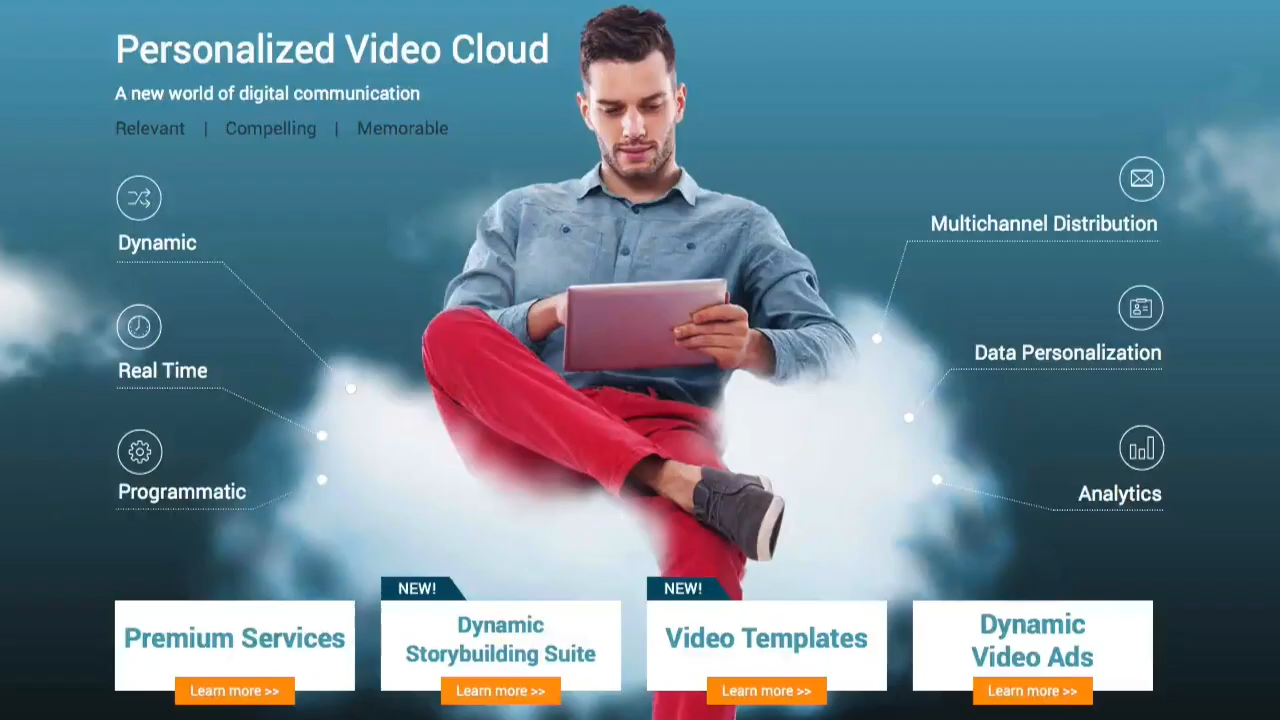 Personalized Video Cloud
A new world of digital communication
Relevant | Compelling | Memorable
Dynamic
Real Time
Programmatic
Multichannel Distribution
Data Personalization
Analytics
Premium Services
Learn more >>
NEW!
Dynamic
Storybuilding Suite
Learn more >>
NEW!
Video Templates
Learn more >>
Dynamic
Video Ads
Learn more >>